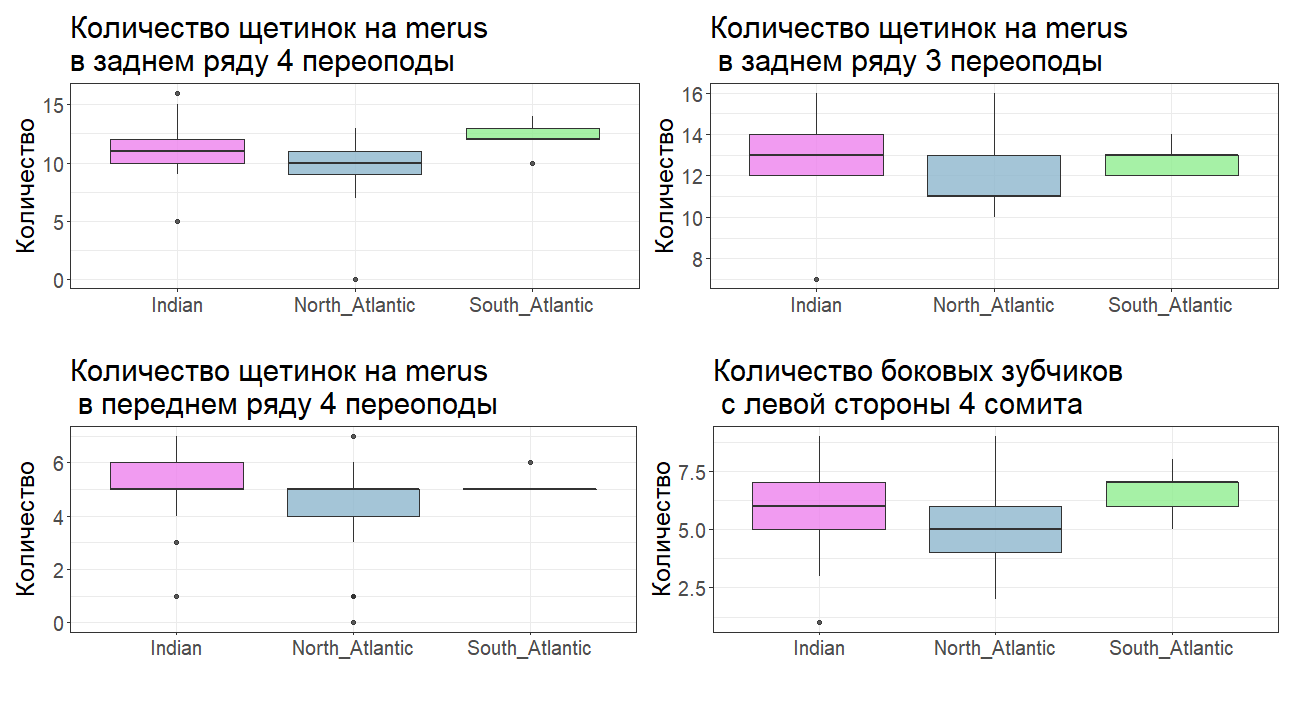 Количество щетинок на merus
в заднем ряду 4 переоподы
Количество
15
10
5
0
Indian
North_Atlantic
South_Atlantic
Количество щетинок на merus
в заднем ряду 3 переоподы
Количество
16
14
12
10
8
Indian
North_Atlantic
South_Atlantic
Количество щетинок на merus
в переднем ряду 4 переоподы
Количество
6
4
2
0
Indian
North_Atlantic
South_Atlantic
Количество боковых зубчиков
с левой стороны 4 сомита
Количество
7.5
5.0
2.5
Indian
North_Atlantic
South_Atlantic